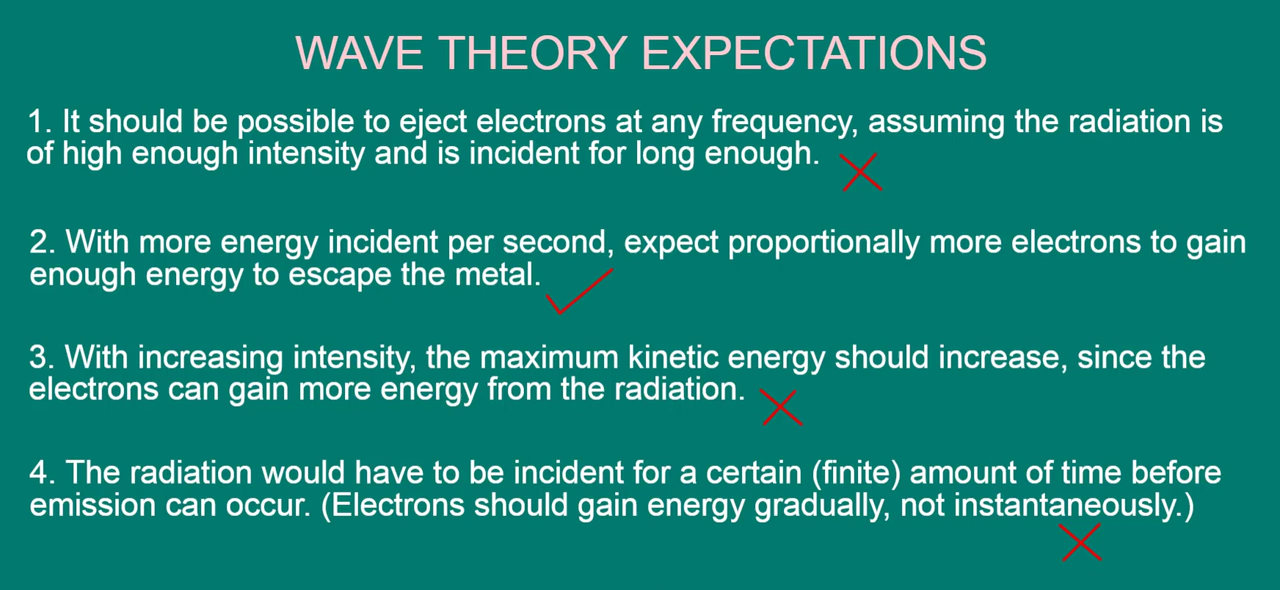 WAVE THEORY EXPECTATIONS
1. It should be possible to eject electrons at any frequency, assuming the radiation is
of high enough intensity and is incident for long enough.
2. With more energy incident per second, expect proportionally more electrons to gain
enough energy to escape the metal.
3. With increasing intensity, the maximum kinetic energy should increase, since the
electrons can gain more energy from the radiation.
4. The radiation would have to be incident for a certain (finite) amount of time before
emission can occur. (Electrons should gain energy gradually, not instantaneously.)